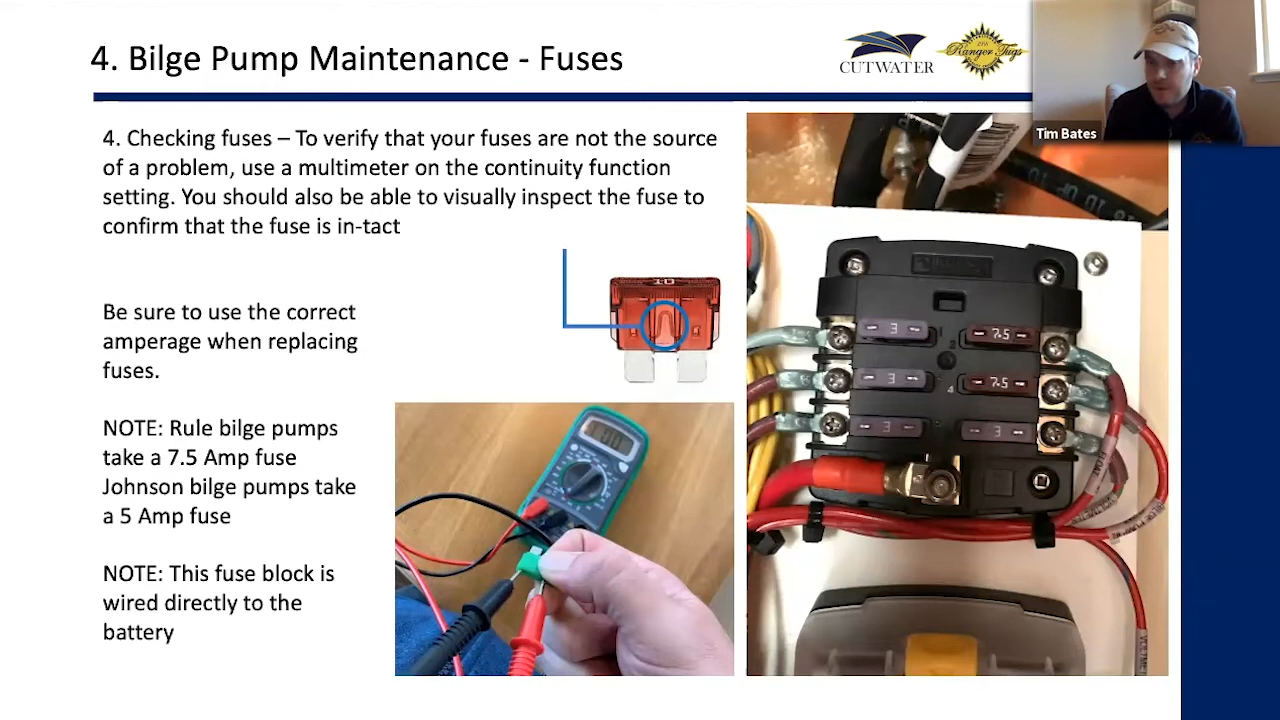 4. Bilge Pump Maintenance - Fuses
CUTWATER
Ranger Tugs
Tim Bates
4. Checking fuses – To verify that your fuses are not the source
of a problem, use a multimeter on the continuity function
setting. You should also be able to visually inspect the fuse to
confirm that the fuse is in-tact
10
Be sure to use the correct
amperage when replacing
fuses.
NOTE: Rule bilge pumps
take a 7.5 Amp fuse
Johnson bilge pumps take
a 5 Amp fuse
NOTE: This fuse block is
wired directly to the
battery
3
7.5
2
3
7.5
4
3
3